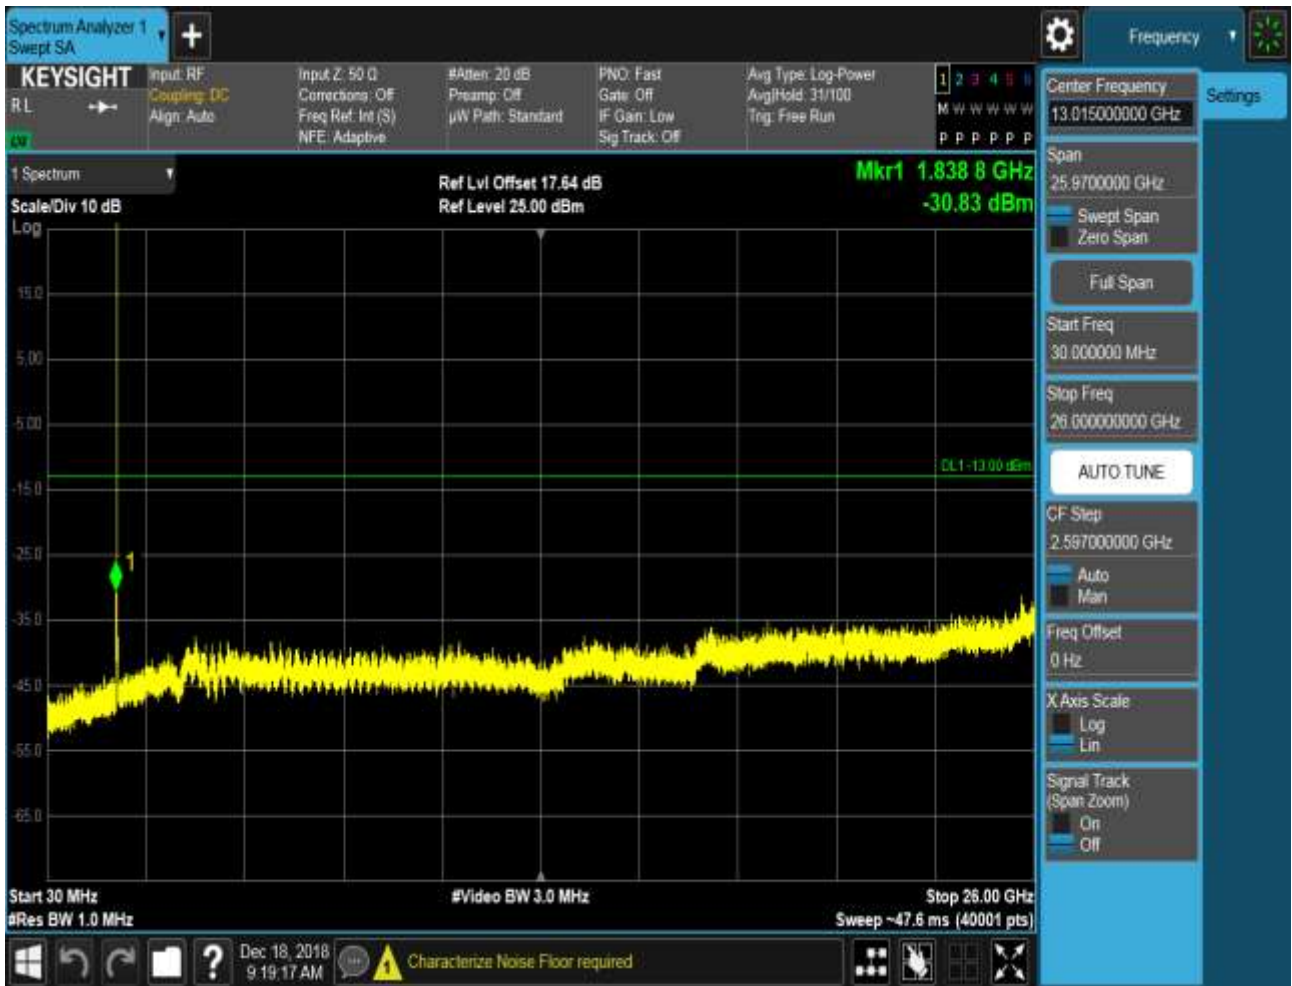 Spectrum Analyzer 1
Swept SA
+
Frequency
KEYSIGHT
Input: RF
Input Z: 50 Ω
#Atten: 20 dB
PNO: Fast
Avg Type: Log-Power
1 2 3 4 5 6
R L
Coupling: DC
Corrections: Off
Preamp: Off
Gate: Off
Avg|Hold: 31/100
M W W W W W
Align: Auto
Freq Ref: Int (S)
µW Path: Standard
IF Gain: Low
Trig: Free Run
NFE: Adaptive
Sig Track: Off
P P P P P P
1 Spectrum
Ref Lvl Offset 17.64 dB
Mkr1 1.838 8 GHz
Scale/Div 10 dB
Ref Level 25.00 dBm
-30.83 dBm
Log
15.0
5.00
-5.00
DL1 -13.00 dBm
-15.0
-25.0
1
-35.0
-45.0
-55.0
-65.0
Start 30 MHz
#Video BW 3.0 MHz
Stop 26.00 GHz
#Res BW 1.0 MHz
Sweep ~47.6 ms (40001 pts)
Center Frequency
13.015000000 GHz
Settings
Span
25.9700000 GHz
Swept Span
Zero Span
Full Span
Start Freq
30.000000 MHz
Stop Freq
26.000000000 GHz
AUTO TUNE
CF Step
2.597000000 GHz
Auto
Man
Freq Offset
0 Hz
X Axis Scale
Log
Lin
Signal Track
(Span Zoom)
On
Off
?
Dec 18, 2018
9:19:17 AM
1
Characterize Noise Floor required